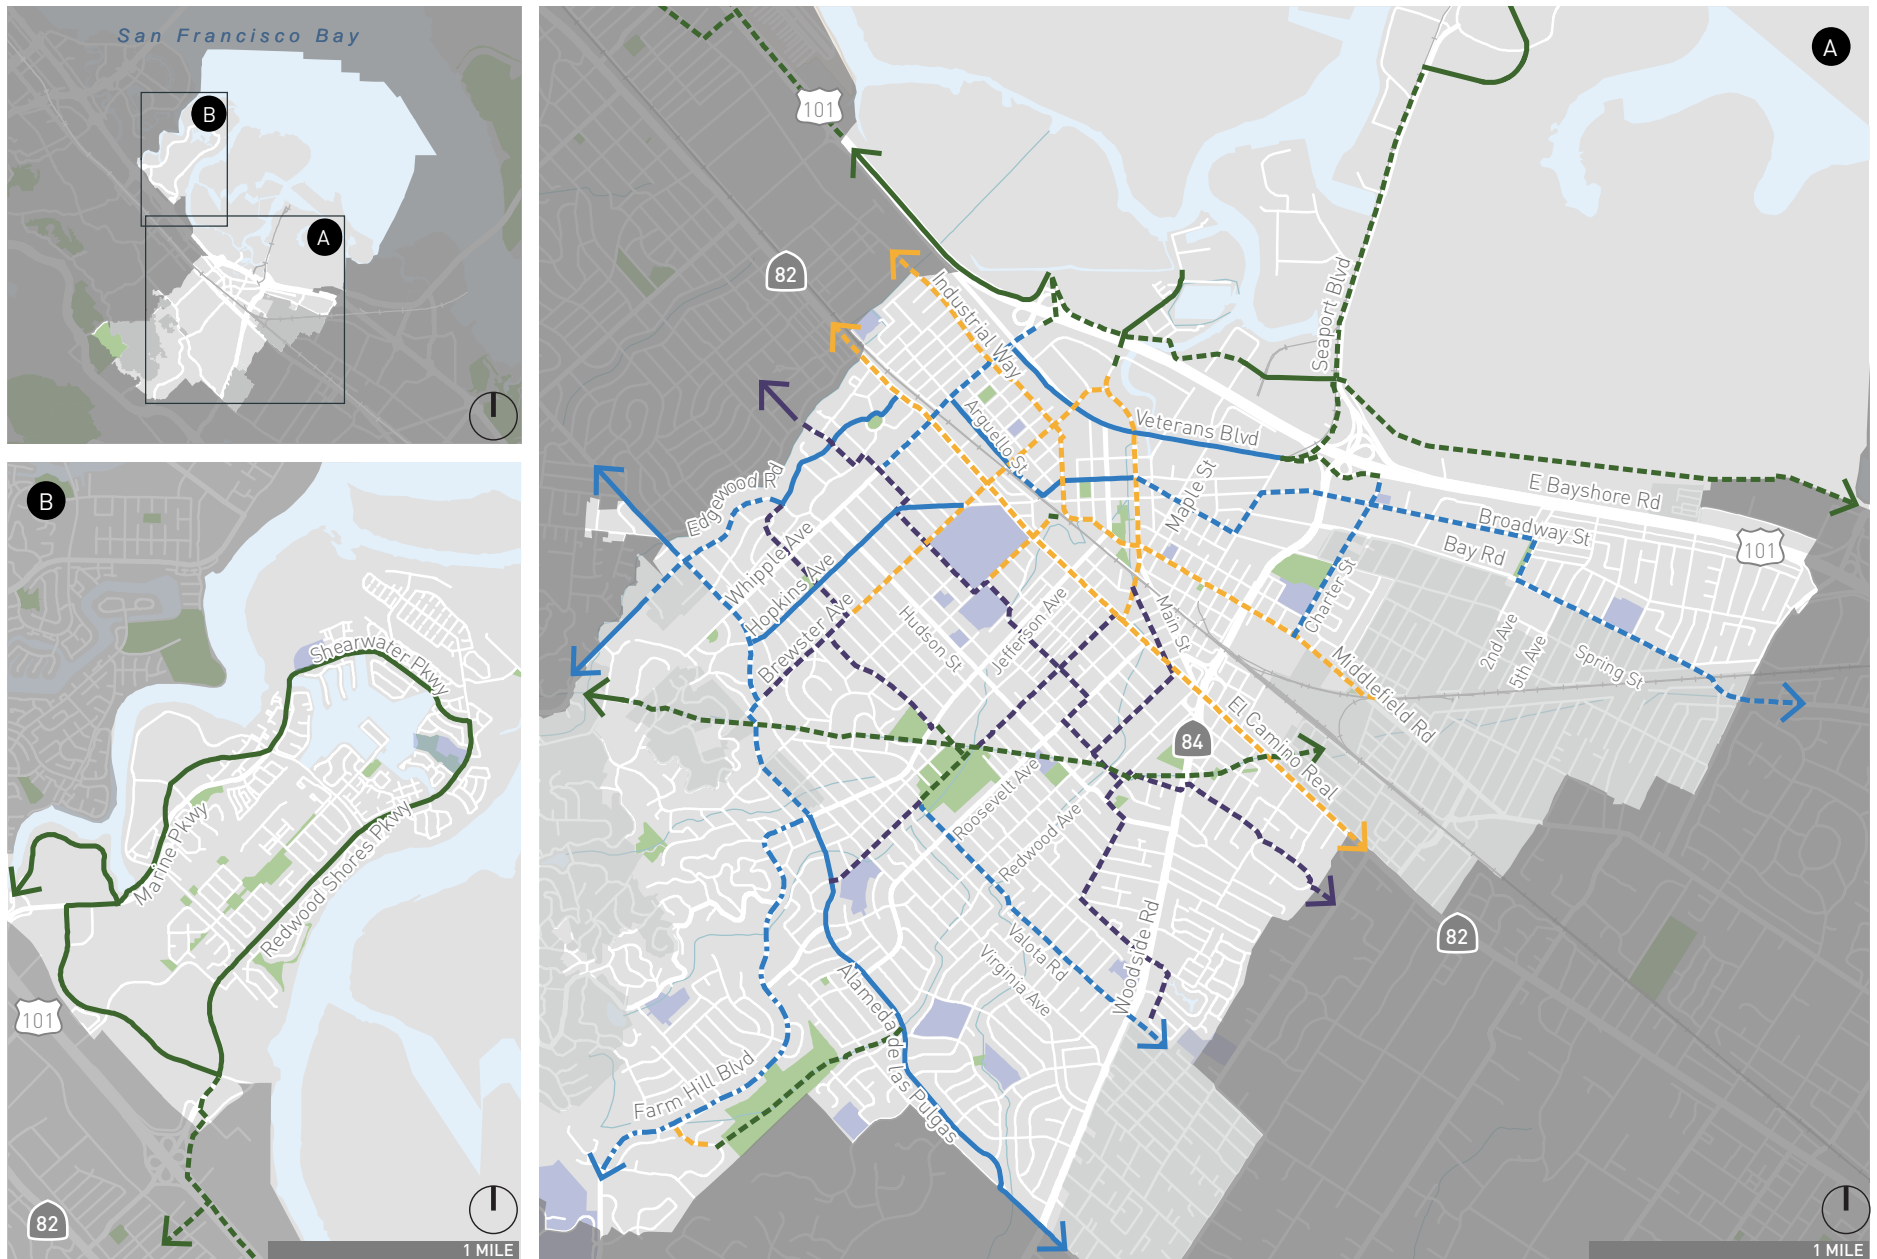 San Francisco Bay
B
A
B
Shearwater Pkwy
Marine Pkwy
Redwood Shores Pkwy
101
82
1 MILE
A
101
82
Seaport Blvd
Industrial Way
Arguello St
Veterans Blvd
Maple St
E Bayshore Rd
Broadway St
Bay Rd
101
Edgewood Rd
Whipple Ave
Hopkins Ave
Brewster Ave
Hudson St
Jefferson Ave
Main St
Charter St
2nd Ave
5th Ave
Spring St
Middlefield Rd
El Camino Real
84
Roosevelt Ave
Redwood Ave
Valota Rd
Virginia Ave
Woodside Rd
82
Alameda de las Pulgas
Farm Hill Blvd
1 MILE